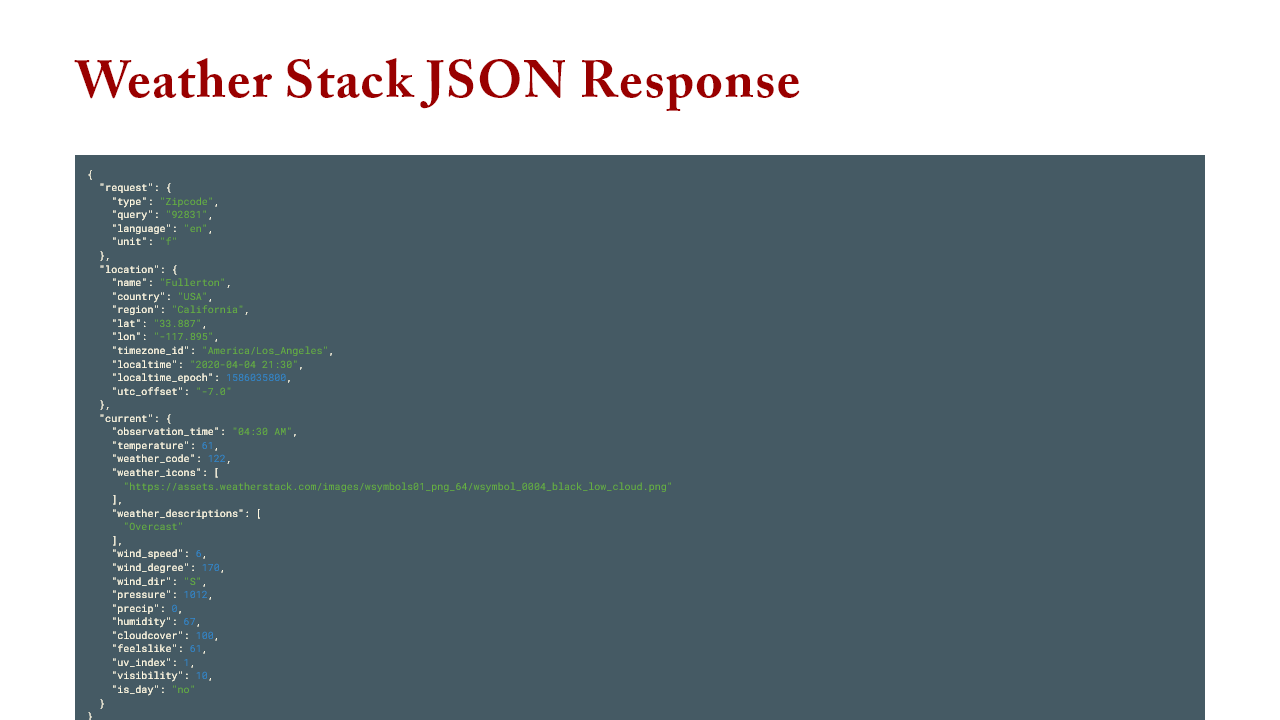 Weather Stack JSON Response
{
  "request": {
    "type": "Zipcode",
    "query": "92831",
    "language": "en",
    "unit": "f"
  },
  "location": {
    "name": "Fullerton",
    "country": "USA",
    "region": "California",
    "lat": "33.887",
    "lon": "-117.895",
    "timezone_id": "America/Los_Angeles",
    "localtime": "2020-04-04 21:30",
    "localtime_epoch": 1586035800,
    "utc_offset": "-7.0"
  },
  "current": {
    "observation_time": "04:30 AM",
    "temperature": 61,
    "weather_code": 122,
    "weather_icons": [
      "https://assets.weatherstack.com/images/wsymbols01_png_64/wsymbol_0004_black_low_cloud.png"
    ],
    "weather_descriptions": [
      "Overcast"
    ],
    "wind_speed": 6,
    "wind_degree": 170,
    "wind_dir": "S",
    "pressure": 1012,
    "precip": 0,
    "humidity": 67,
    "cloudcover": 100,
    "feelslike": 61,
    "uv_index": 1,
    "visibility": 10,
    "is_day": "no"
  }
}